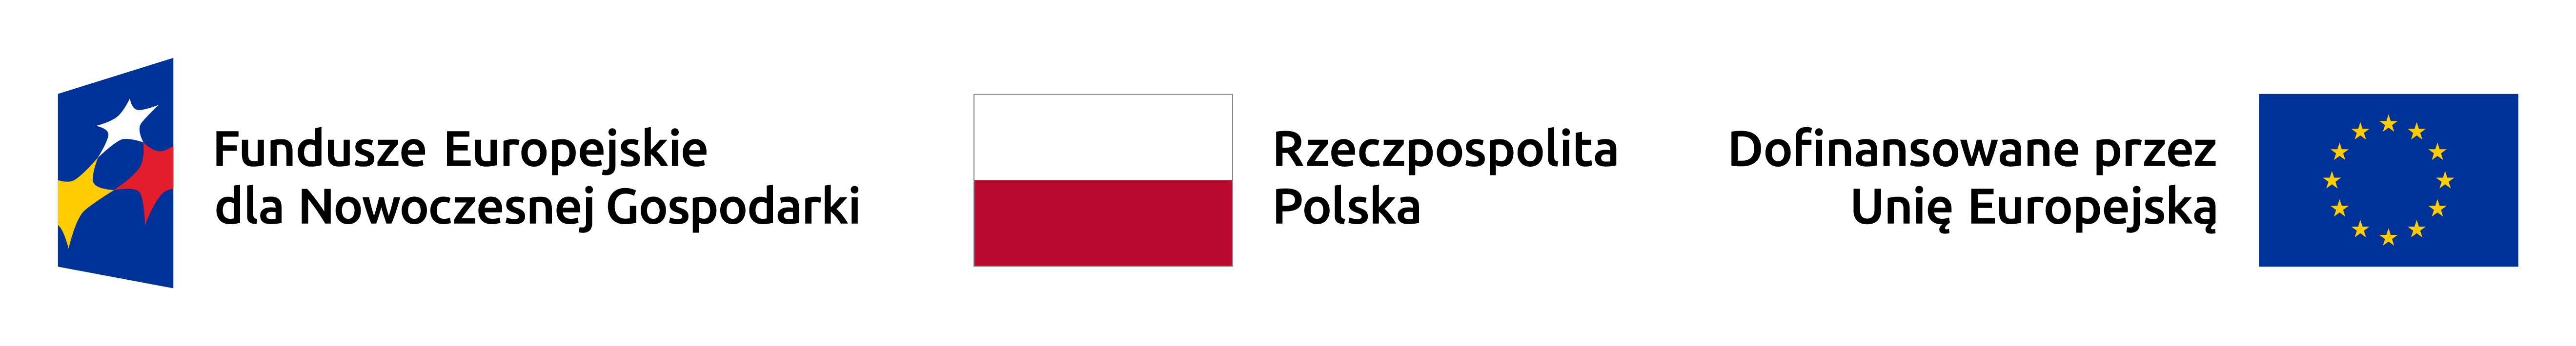 Fundusze Europejskie
dla Nowoczesnej Gospodarki
Rzeczpospolita
Polska
Dofinansowane przez
Unię Europejską